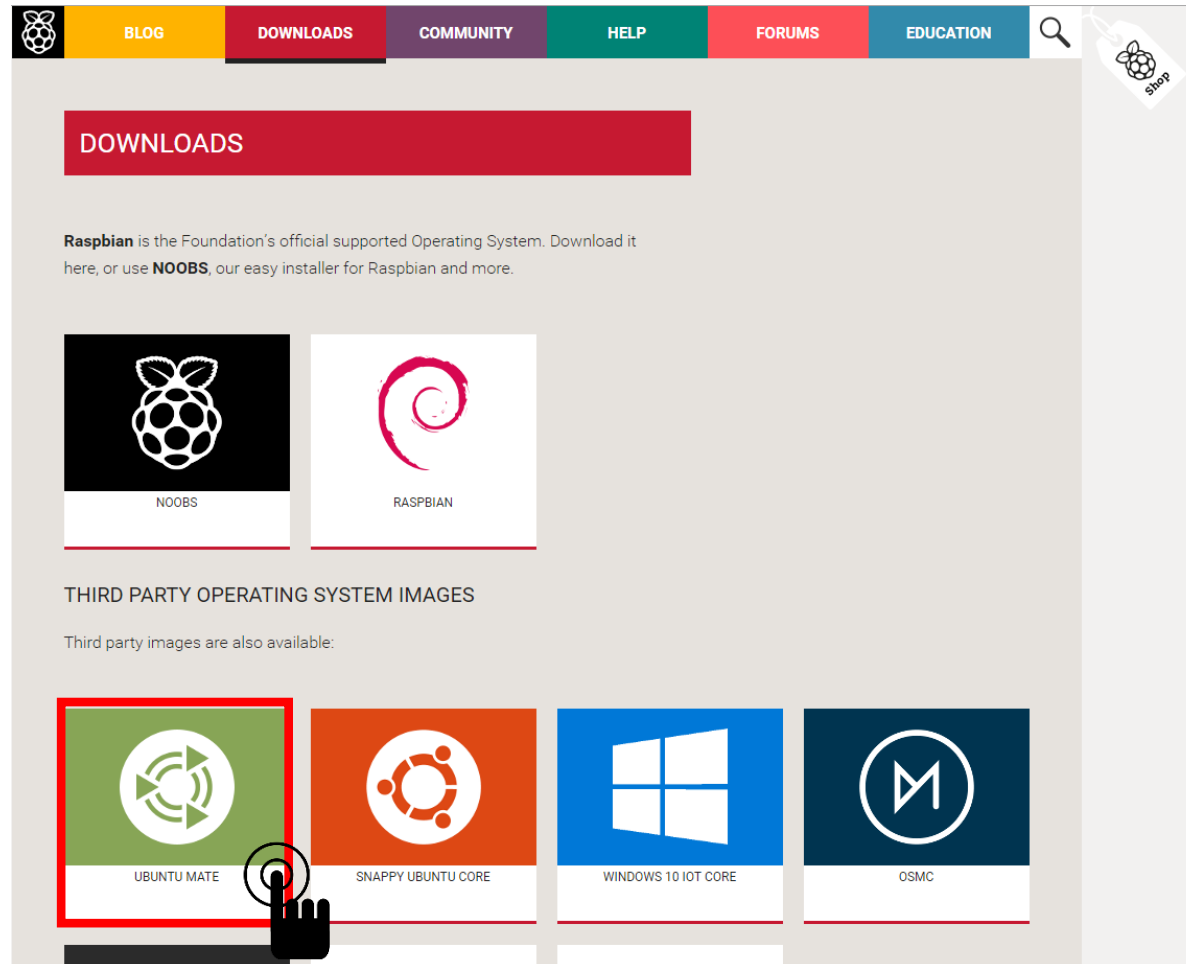 BLOG DOWNLOADS COMMUNITY HELP FORUMS EDUCATION
Shop
DOWNLOADS
Raspbian is the Foundation's official supported Operating System. Download it
here, or use NOOBS, our easy installer for Raspbian and more.
NOOBS RASPBIAN
THIRD PARTY OPERATING SYSTEM IMAGES
Third party images are also available:
UBUNTU MATE SNAPPY UBUNTU CORE WINDOWS 10 IOT CORE OSMC